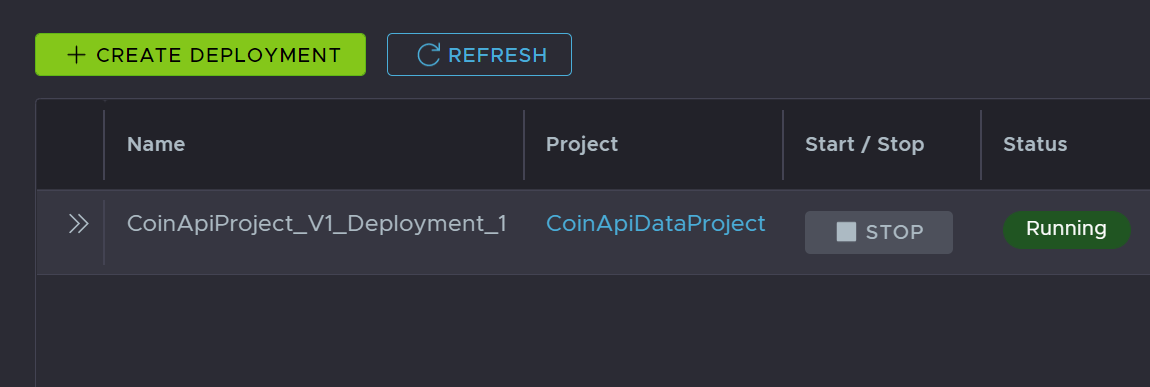 CREATE DEPLOYMENT REFRESH
Name Project Start / Stop Status
CoinApiProject_V1_Deployment_1 CoinApiDataProject STOP Running